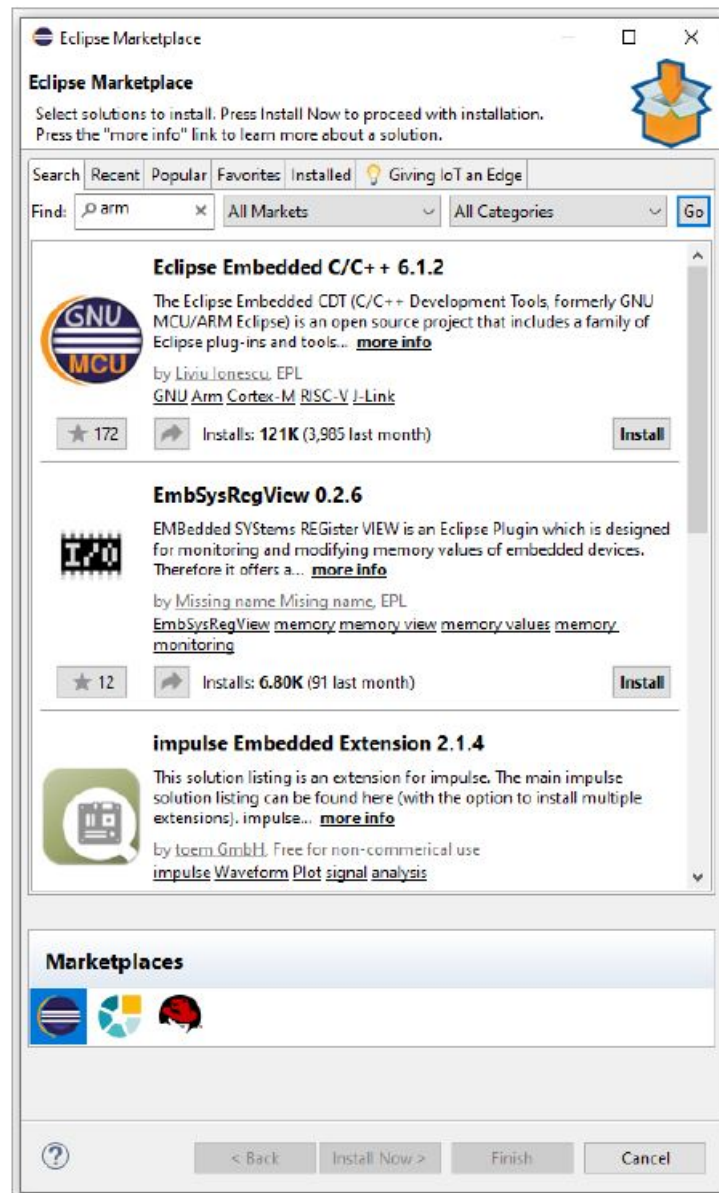 Eclipse Marketplace
Eclipse Marketplace
Select solutions to install. Press Install Now to proceed with installation.
Press the "more info" link to learn more about a solution.
Search Recent Popular Favorites Installed Giving IoT an Edge
Find: arm All Markets All Categories Go
Eclipse Embedded C/C++ 6.1.2
The Eclipse Embedded CDT (C/C++ Development Tools, formerly GNU
MCU/ARM Eclipse) is an open source project that includes a family of
Eclipse plug-ins and tools... more info
GNU
MCU
by Liviu Ionescu, EPL
GNU Arm Cortex-M RISC-V J-Link
172 Installs: 121K (3,985 last month) Install
EmbSysRegView 0.2.6
EMBedded SYStems REGister VIEW is an Eclipse Plugin which is designed
for monitoring and modifying memory values of embedded devices.
Therefore it offers a... more info
I/O
by Missing name Mising name, EPL
EmbSysRegView memory memory view memory values memory
monitoring
12 Installs: 6.80K (91 last month) Install
impulse Embedded Extension 2.1.4
This solution listing is an extension for impulse. The main impulse
solution listing can be found here (with the option to install multiple
extensions). impulse... more info
by toem GmbH, Free for non-commerical use
impulse Waveform Plot signal analysis
Marketplaces
? < Back Install Now > Finish Cancel